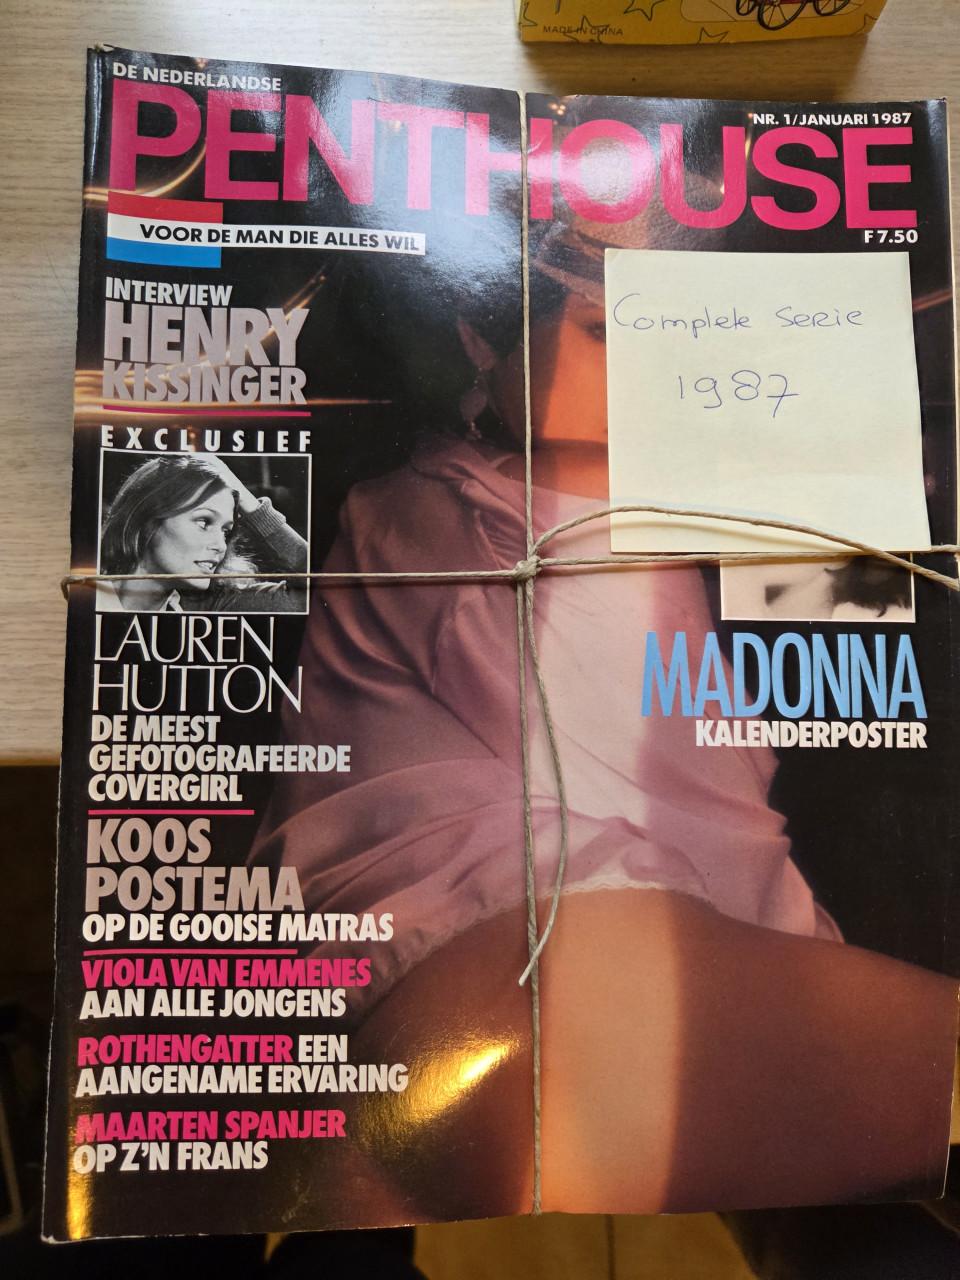 MADE IN CHINA
DE NEDERLANDSE
PENTHOUSE
NR. 1/JANUARI 1987
F 7.50
VOOR DE MAN DIE ALLES WIL
INTERVIEW
HENRY
KISSINGER
EXCLUSIEF
LAUREN
HUTTON
DE MEEST
GEFOTOGRAFEERDE
COVERGIRL
KOOS
POSTEMA
OP DE GOOISE MATRAS
VIOLA VAN EMMENES
AAN ALLE JONGENS
ROTHENGATTER EEN
AANGENAME ERVARING
MAARTEN SPANJER
OP Z'N FRANS
Complete Serie
1987
MADONNA
KALENDERPOSTER